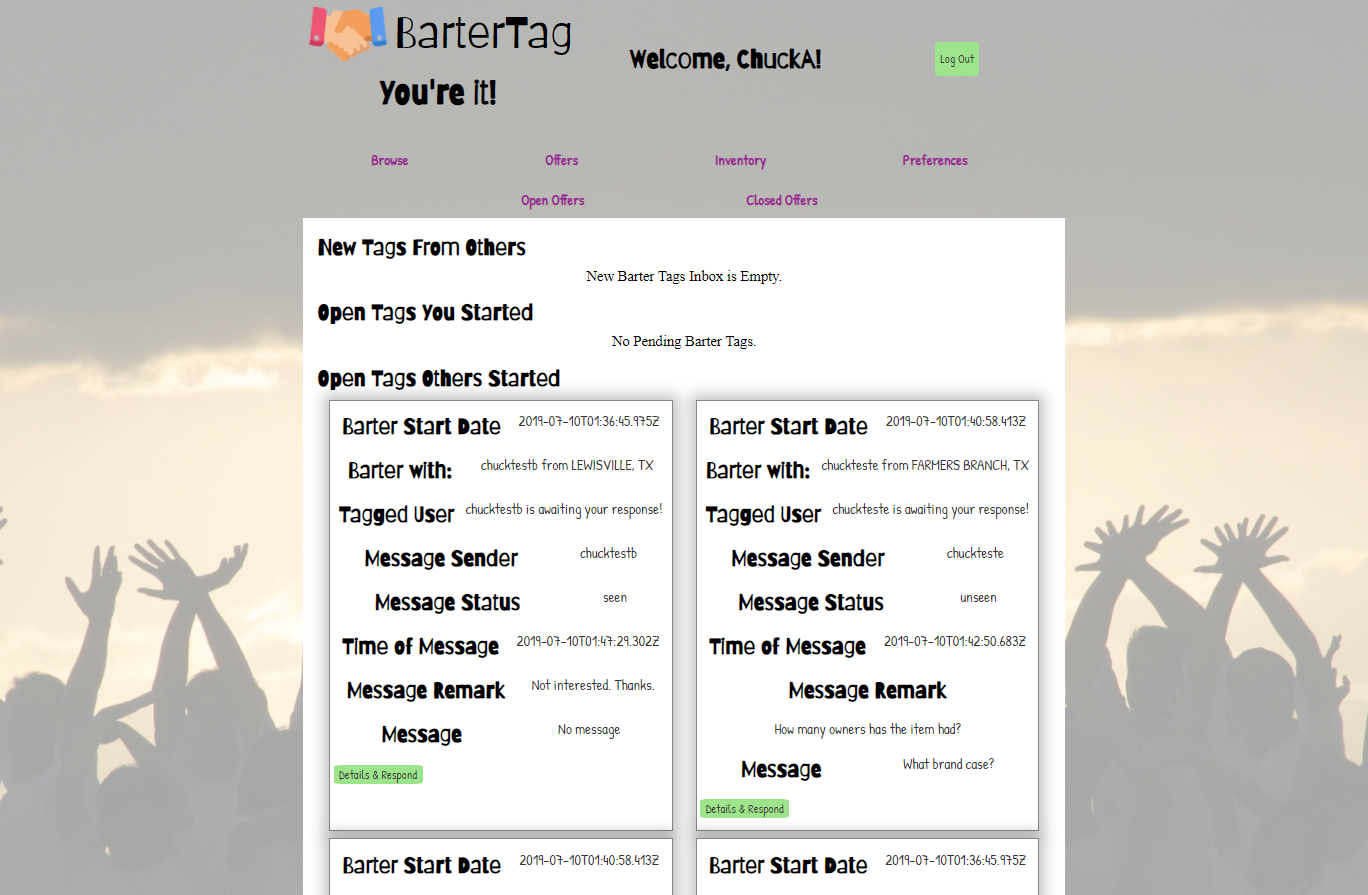 BarterTag
You're it!
Welcome, ChuckA!
Log Out
Browse Offers Inventory Preferences
Open Offers Closed Offers
New Tags From Others
New Barter Tags Inbox is Empty.
Open Tags You Started
No Pending Barter Tags.
Open Tags Others Started
Barter Start Date 2019-07-10T01:36:45.975Z
Barter with: chucktestb from LEWISVILLE, TX
Tagged User chucktestb is awaiting your response!
Message Sender chucktestb
Message Status seen
Time of Message 2019-07-10T01:47:29.302Z
Message Remark Not interested. Thanks.
Message No message
Details & Respond
Barter Start Date 2019-07-10T01:40:58.413Z
Barter with: chuckteste from FARMERS BRANCH, TX
Tagged User chuckteste is awaiting your response!
Message Sender chuckteste
Message Status unseen
Time of Message 2019-07-10T01:42:50.683Z
Message Remark
How many owners has the item had?
Message What brand case?
Details & Respond
Barter Start Date 2019-07-10T01:40:58.413Z
Barter Start Date 2019-07-10T01:36:45.975Z